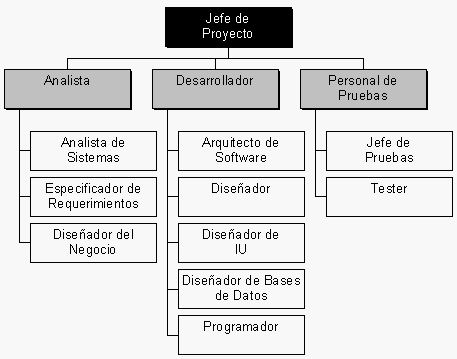 Jefe de
Proyecto
Analista
Desarrollador
Personal de
Pruebas
Analista de
Sistemas
Arquitecto de
Software
Jefe de
Pruebas
Especificador de
Requerimientos
Diseñador
Tester
Diseñador del
Negocio
Diseñador de
IU
Diseñador de Bases
de Datos
Programador